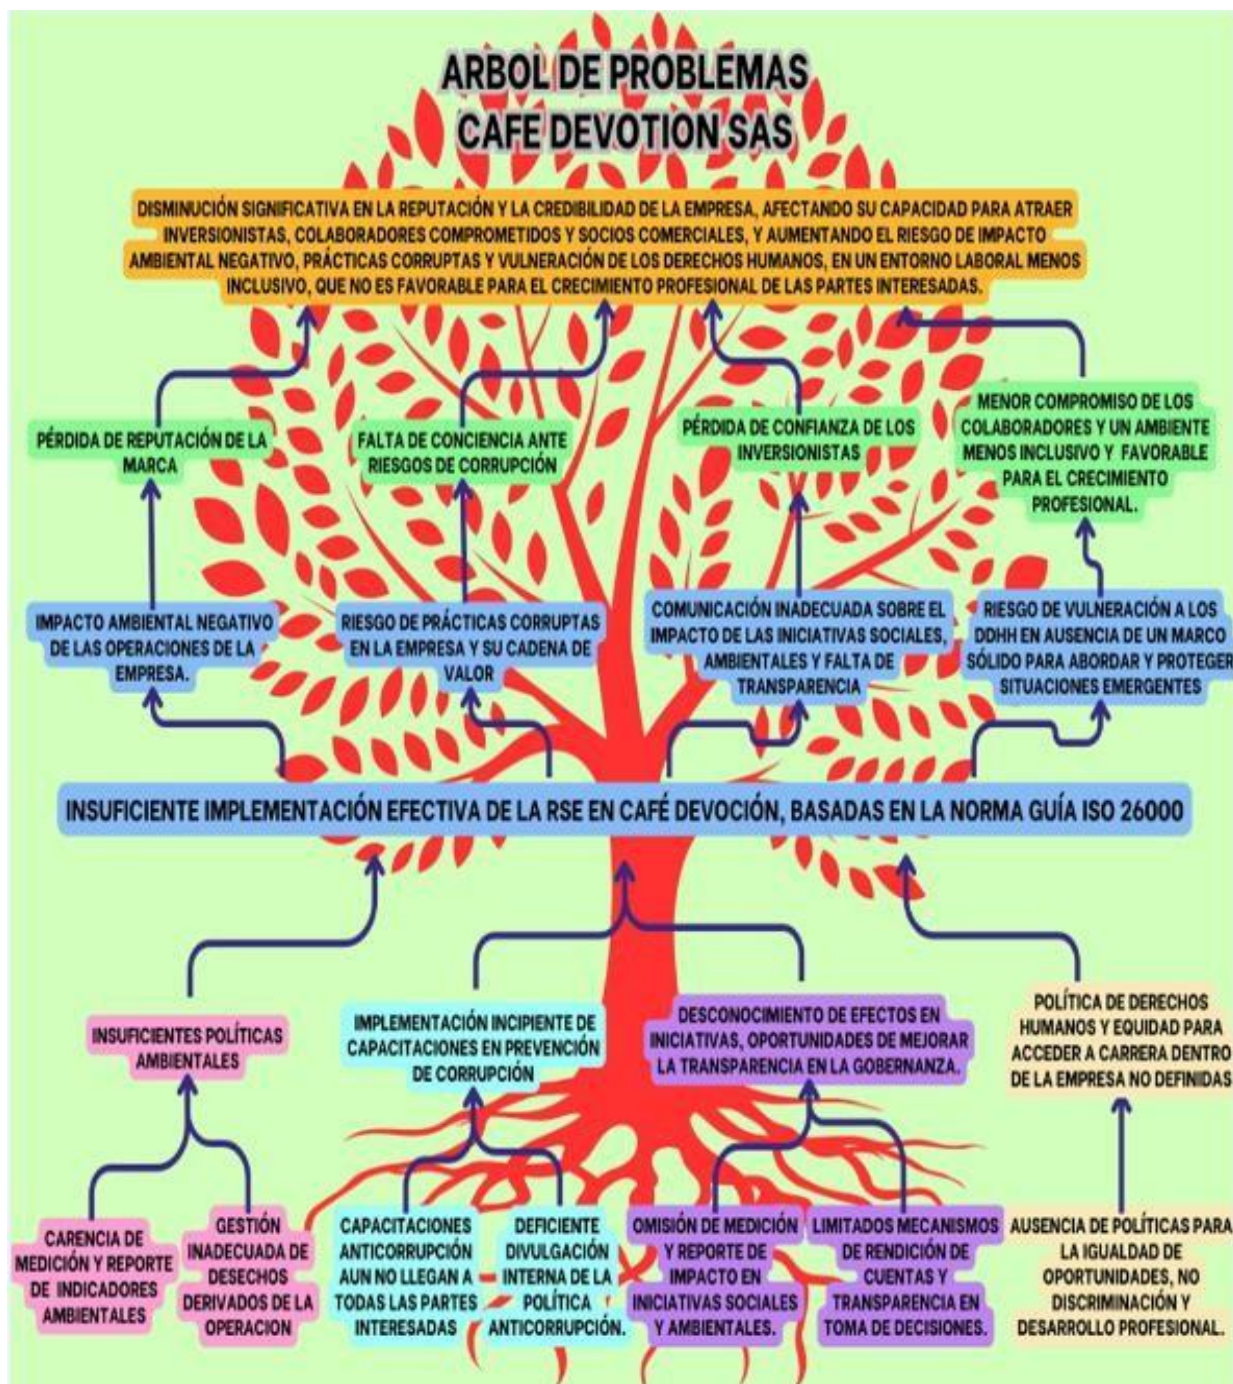 ARBOL DE PROBLEMAS
CAFE DEVOTION SAS
DISMINUCIÓN SIGNIFICATIVA EN LA REPUTACIÓN Y LA CREDIBILIDAD DE LA EMPRESA, AFECTANDO SU CAPACIDAD PARA ATRAER
INVERSIONISTAS, COLABORADORES COMPROMETIDOS Y SOCIOS COMERCIALES, Y AUMENTANDO EL RIESGO DE IMPACTO
AMBIENTAL NEGATIVO, PRÁCTICAS CORRUPTAS Y VULNERACIÓN DE LOS DERECHOS HUMANOS, EN UN ENTORNO LABORAL MENOS
INCLUSIVO, QUE NO ES FAVORABLE PARA EL CRECIMIENTO PROFESIONAL DE LAS PARTES INTERESADAS.
PÉRDIDA DE REPUTACIÓN DE LA
MARCA
FALTA DE CONCIENCIA ANTE
RIESGOS DE CORRUPCIÓN
PÉRDIDA DE CONFIANZA DE LOS
INVERSIONISTAS
MENOR COMPROMISO DE LOS
COLABORADORES Y UN AMBIENTE
MENOS INCLUSIVO Y FAVORABLE
PARA EL CRECIMIENTO
PROFESIONAL.
IMPACTO AMBIENTAL NEGATIVO
DE LAS OPERACIONES DE LA
EMPRESA.
RIESGO DE PRÁCTICAS CORRUPTAS
EN LA EMPRESA Y SU CADENA DE
VALOR
COMUNICACIÓN INADECUADA SOBRE EL
IMPACTO DE LAS INICIATIVAS SOCIALES,
AMBIENTALES Y FALTA DE
TRANSPARENCIA
RIESGO DE VULNERACIÓN A LOS
DDHH EN AUSENCIA DE UN MARCO
SÓLIDO PARA ABORDAR Y PROTEGER
SITUACIONES EMERGENTES
INSUFICIENTE IMPLEMENTACIÓN EFECTIVA DE LA RSE EN CAFÉ DEVOCIÓN, BASADAS EN LA NORMA GUÍA ISO 26000
INSUFICIENTES POLÍTICAS
AMBIENTALES
IMPLEMENTACIÓN INCIPIENTE DE
CAPACITACIONES EN PREVENCIÓN
DE CORRUPCIÓN
DESCONOCIMIENTO DE EFECTOS EN
INICIATIVAS, OPORTUNIDADES DE MEJORAR
LA TRANSPARENCIA EN LA GOBERNANZA.
POLÍTICA DE DERECHOS
HUMANOS Y EQUIDAD PARA
ACCEDER A CARRERA DENTRO
DE LA EMPRESA NO DEFINIDAS
CARENCIA DE
MEDICIÓN Y REPORTE
DE INDICADORES
AMBIENTALES
GESTIÓN
INADECUADA DE
DESECHOS
DERIVADOS DE LA
OPERACION
CAPACITACIONES
ANTICORRUPCIÓN
AUN NO LLEGAN A
TODAS LAS PARTES
INTERESADAS
DEFICIENTE
DIVULGACIÓN
INTERNA DE LA
POLÍTICA
ANTICORRUPCIÓN.
OMISIÓN DE MEDICIÓN
Y REPORTE DE
IMPACTO EN
INICIATIVAS SOCIALES
Y AMBIENTALES.
LIMITADOS MECANISMOS
DE RENDICIÓN DE
CUENTAS Y
TRANSPARENCIA EN
TOMA DE DECISIONES.
AUSENCIA DE POLÍTICAS PARA
LA IGUALDAD DE
OPORTUNIDADES, NO
DISCRIMINACIÓN Y
DESARROLLO PROFESIONAL.